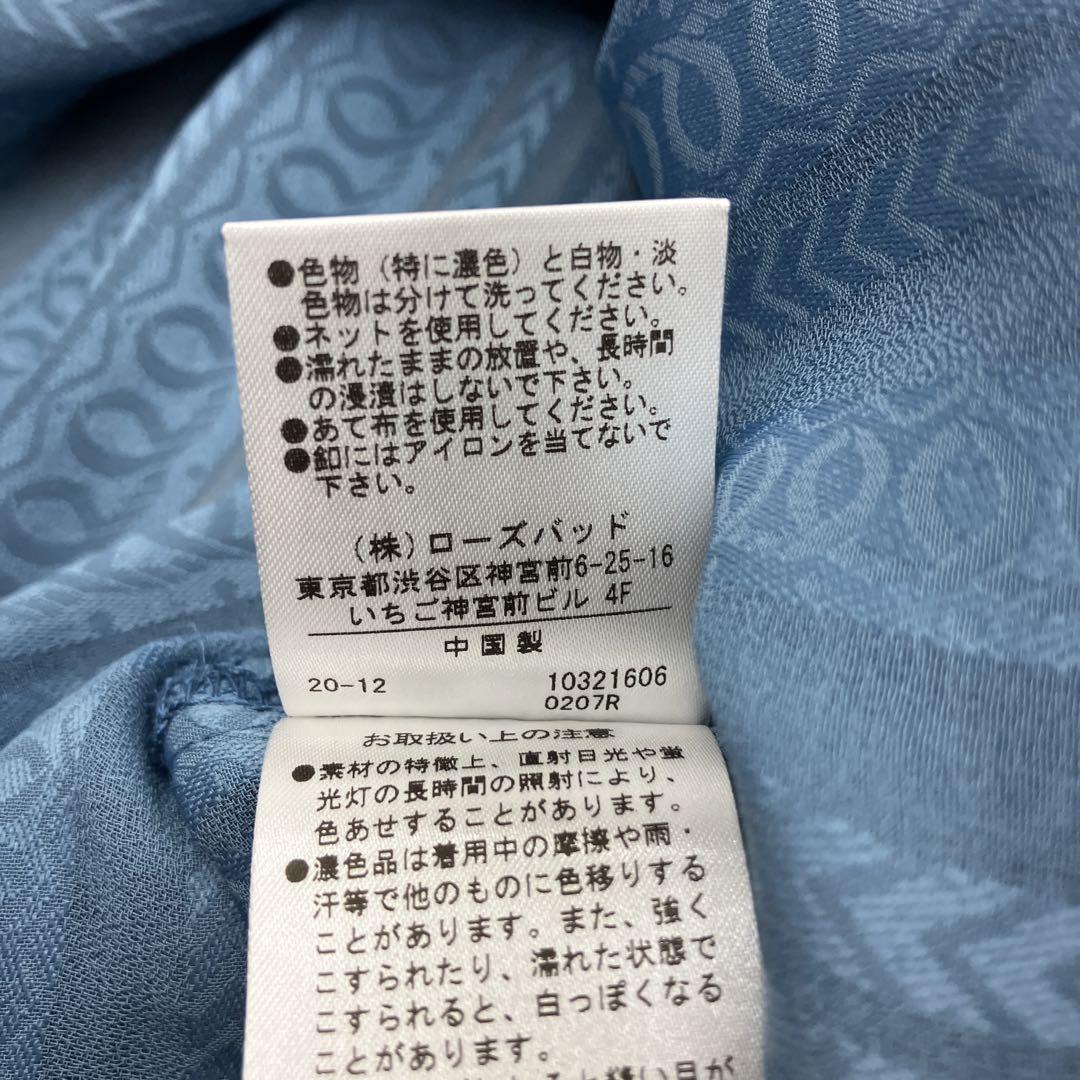 ●色物（特に濃色）と白物・淡
色物は分けて洗ってください。
●ネットを使用してください。
●濡れたままの放置や、長時間
の浸漬はしないで下さい。
●あて布を使用してください。
●釦にはアイロンを当てないで
下さい。
（株）ローズバッド
東京都渋谷区神宮前6-25-16
いちご神宮前ビル 4F
中国製
20-12 10321606
0207R
お取扱い上の注意
●素材の特徴上、直射日光や蛍
光灯の長時間の照射により、
色あせすることがあります。
●濃色品は着用中の摩擦や雨・
汗等で他のものに色移りする
ことがあります。また、強く
こすられたり、濡れた状態で
こすられると、白っぽくなる
ことがあります。
と縫い目が